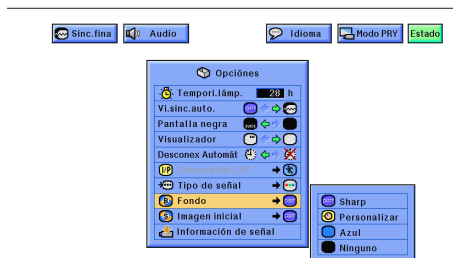 Sinc.fina Audio Idioma Modo PRY Estado
Opciónes
Tempori.lámp. 28 h
Vi.sinc.auto.
Pantalla negra
Visualizador
Desconex Automát
I/P
Tipo de señal
Fondo
Sharp
Imagen inicial
Personalizar
Información de señal
Azul
Ninguno